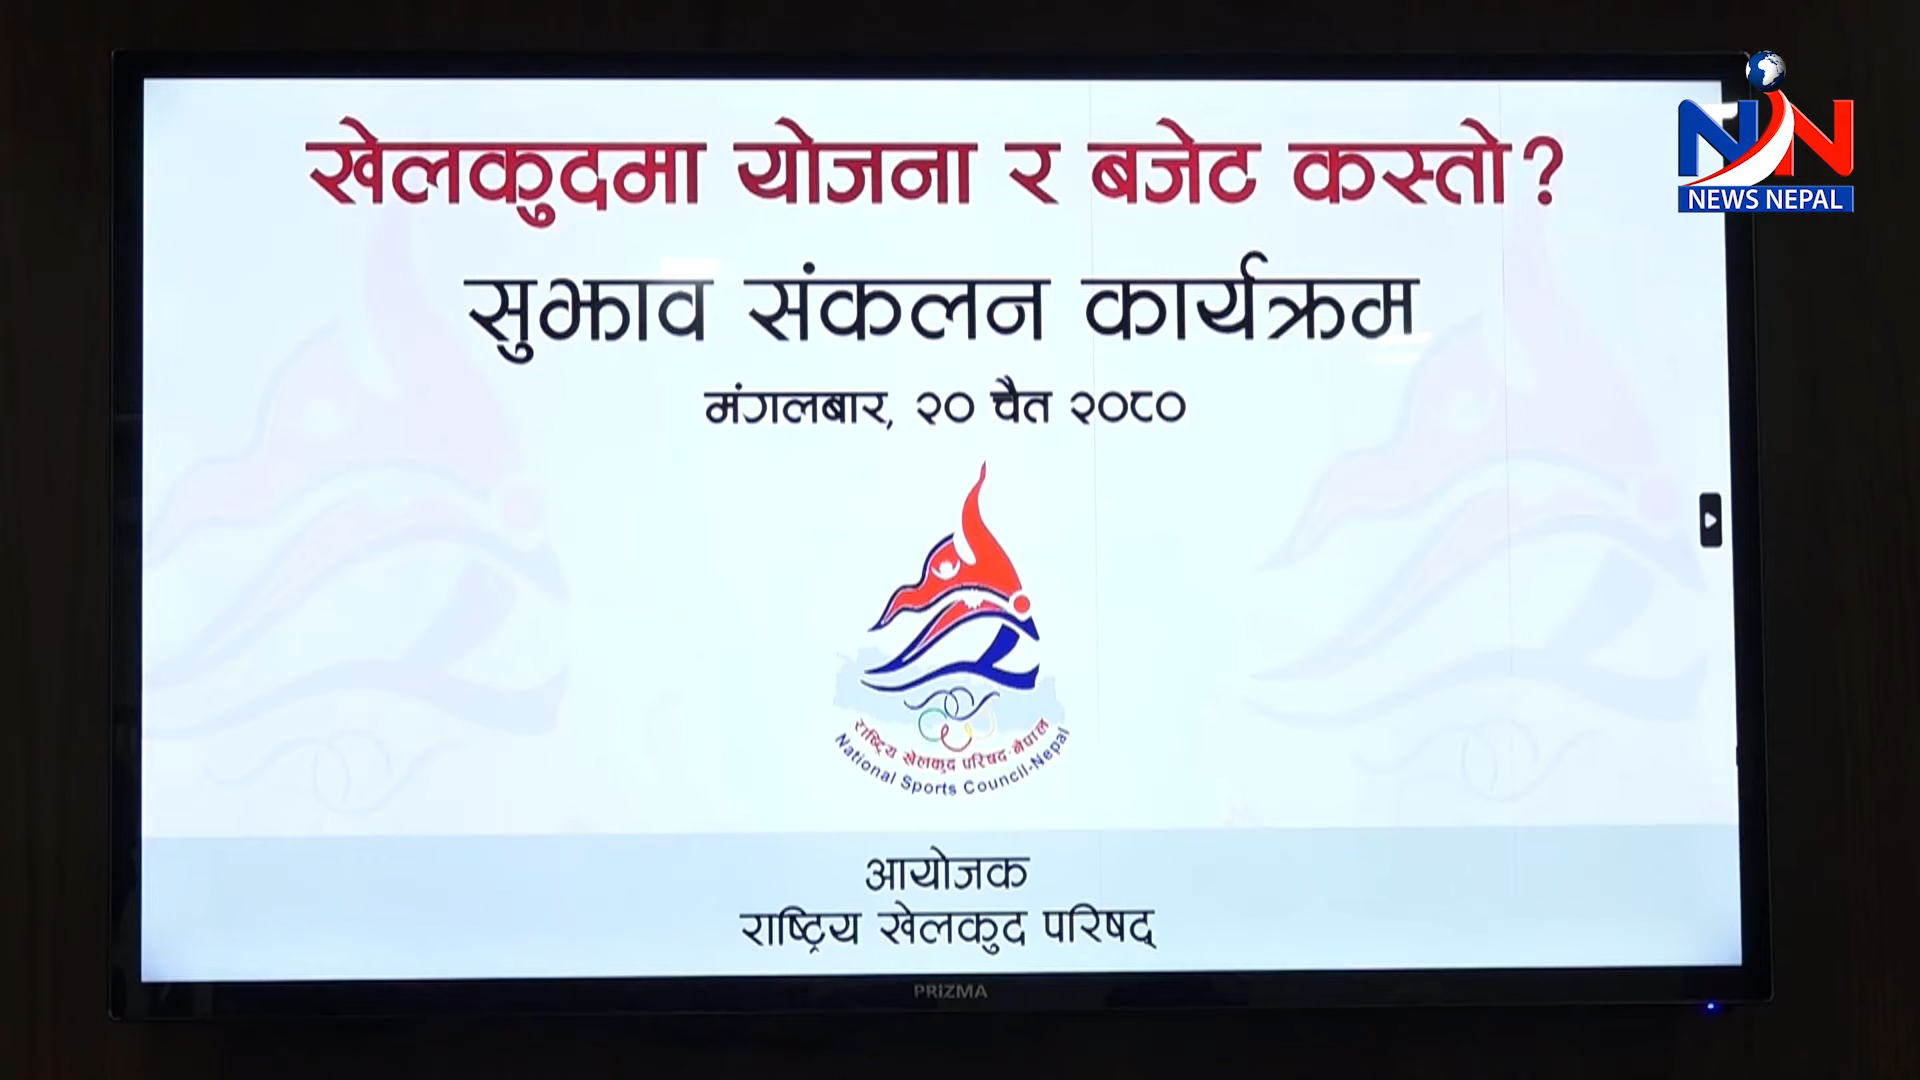 खेलकुदमा योजना र बजेट कस्तो?
सुझाव संकलन कार्यक्रम
मंगलबार, २० चैत २०८०
राष्ट्रिय खेलकुद परिषद-नेपाल
National Sports Council-Nepal
आयोजक
राष्ट्रिय खेलकुद परिषद्
PRIZMA
NN
NEWS NEPAL